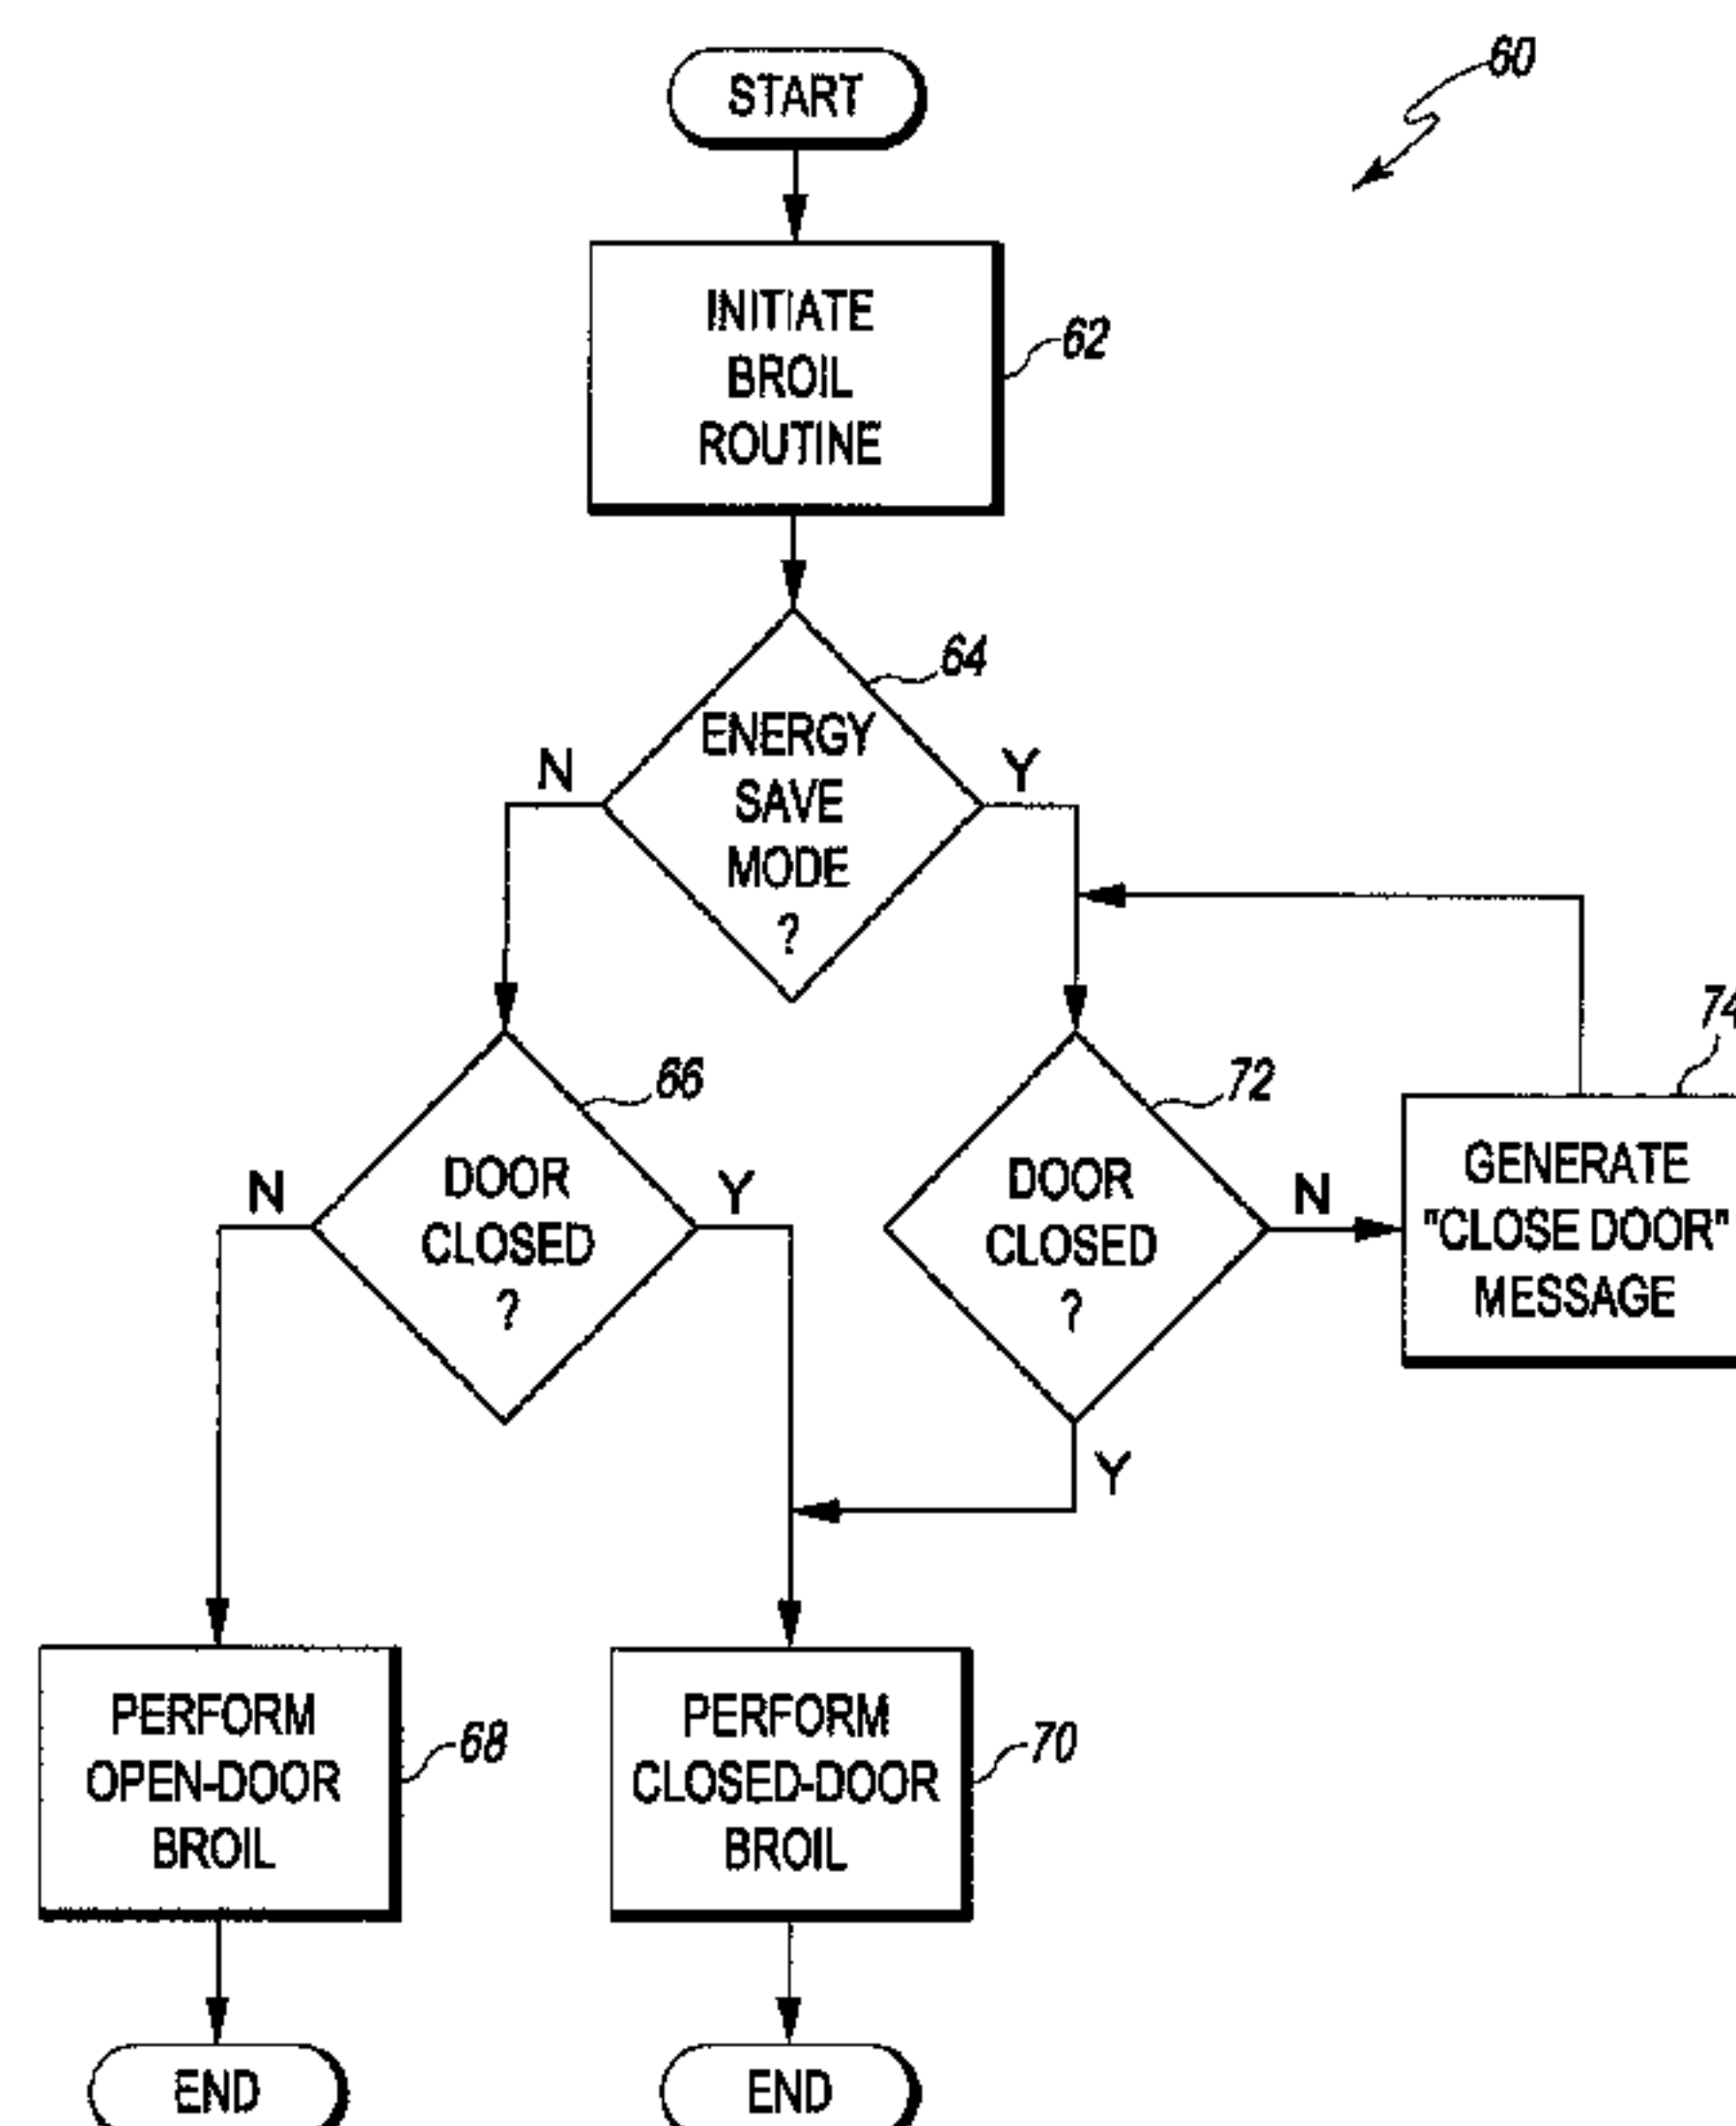 START
60
INITIATE
BROIL
ROUTINE
62
64
ENERGY
SAVE
MODE
?
N
Y
74
66
72
DOOR
CLOSED
?
N
Y
DOOR
CLOSED
?
N
Y
GENERATE
"CLOSE DOOR"
MESSAGE
PERFORM
OPEN-DOOR
BROIL
68
PERFORM
CLOSED-DOOR
BROIL
70
END
END